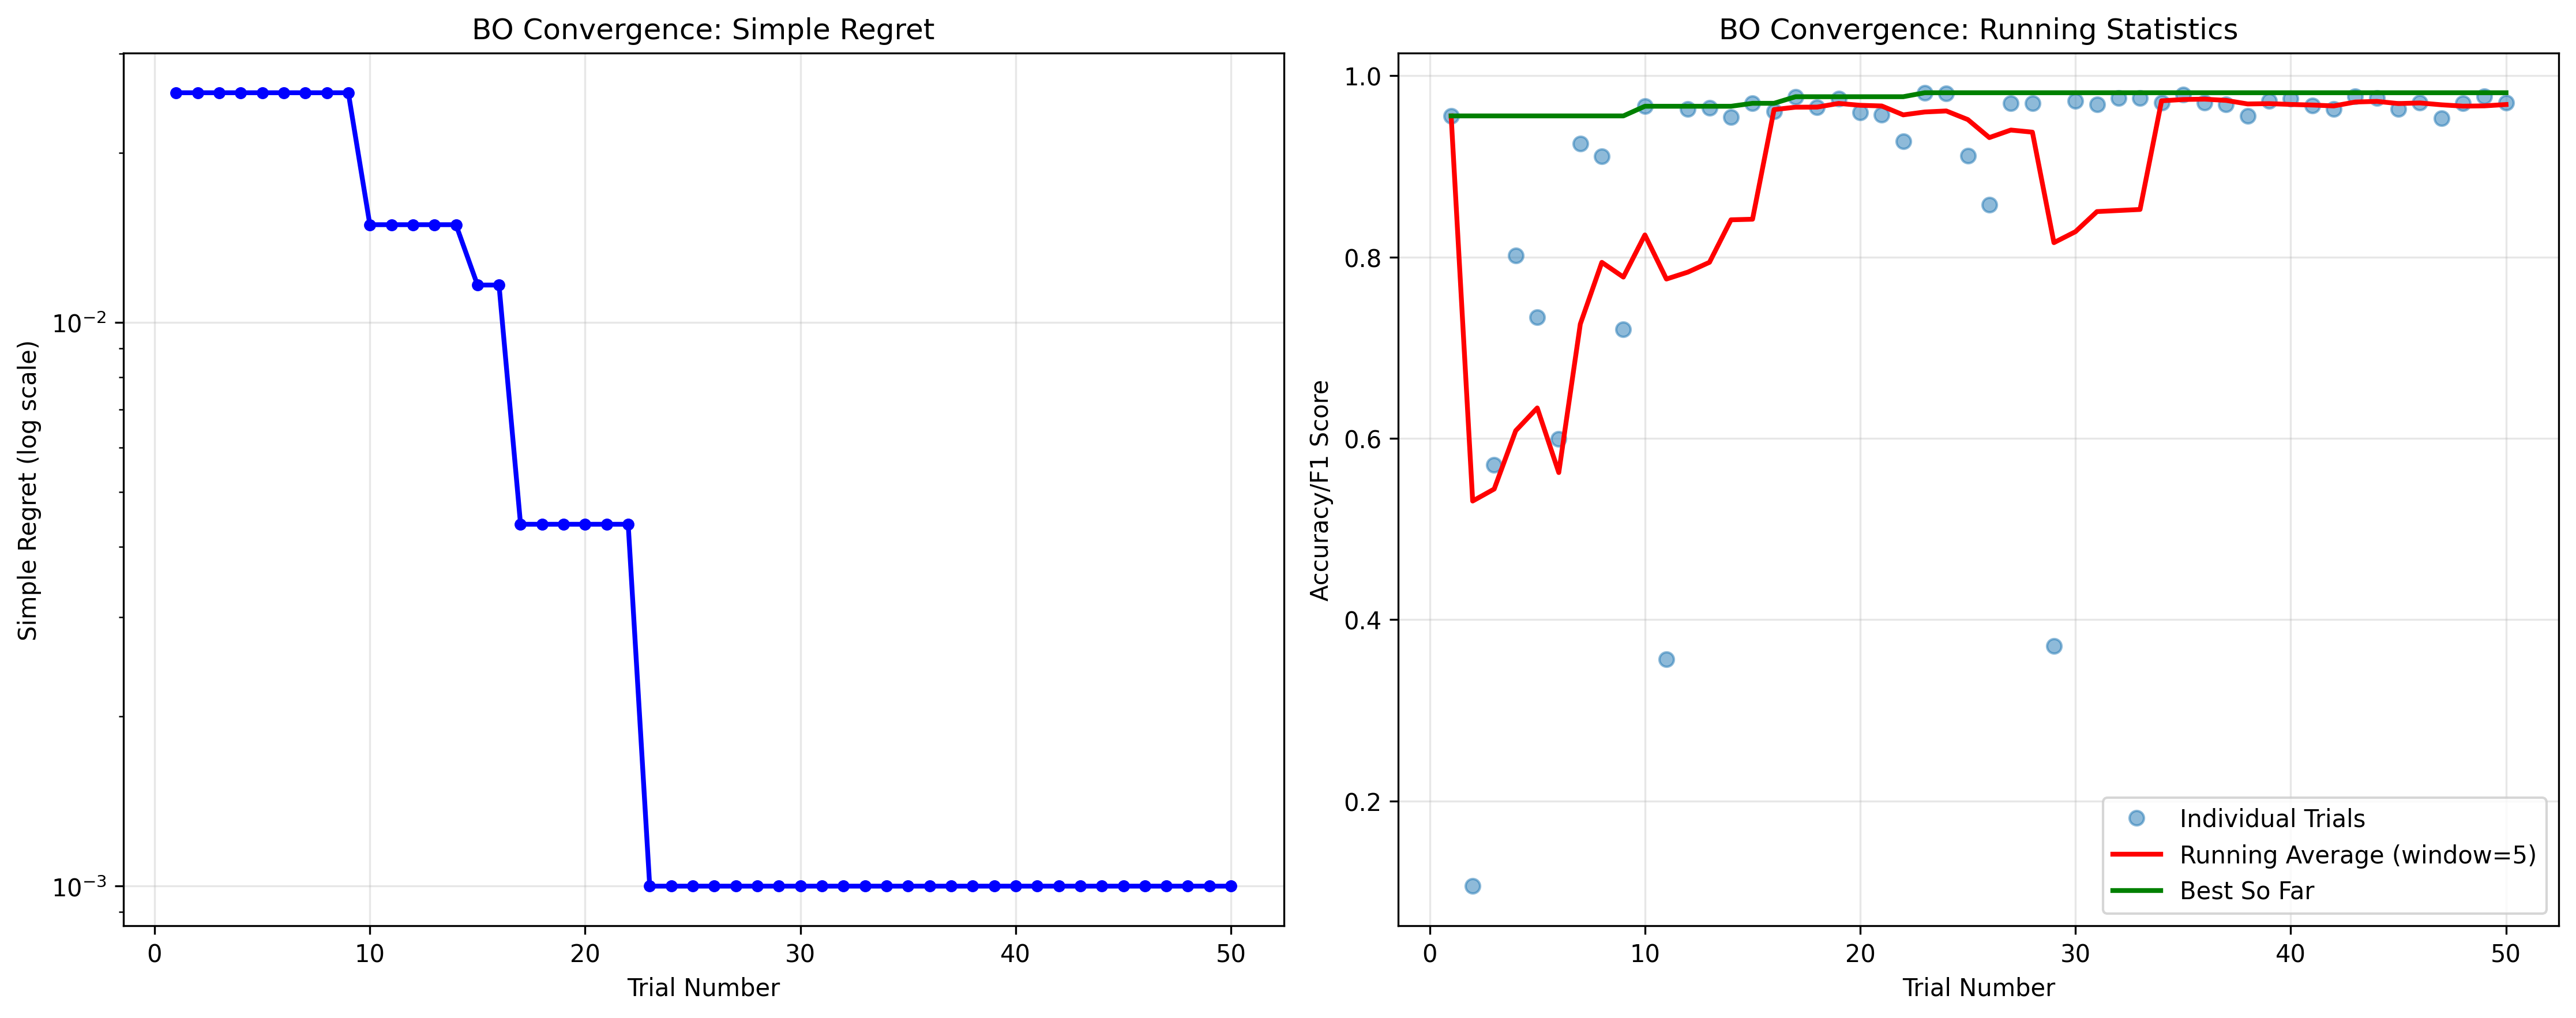 BO Convergence: Simple Regret
Simple Regret (log scale)
10⁻²
10⁻³
0 10 20 30 40 50
Trial Number
BO Convergence: Running Statistics
Accuracy/F1 Score
1.0
0.8
0.6
0.4
0.2
Individual Trials
Running Average (window=5)
Best So Far
0 10 20 30 40 50
Trial Number